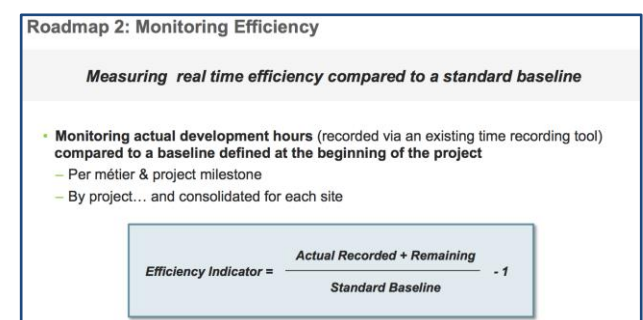 Roadmap 2: Monitoring Efficiency
Measuring real time efficiency compared to a standard baseline
• Monitoring actual development hours (recorded via an existing time recording tool)
compared to a baseline defined at the beginning of the project
– Per métier & project milestone
– By project… and consolidated for each site
Efficiency Indicator = Actual Recorded + Remaining - 1
Standard Baseline